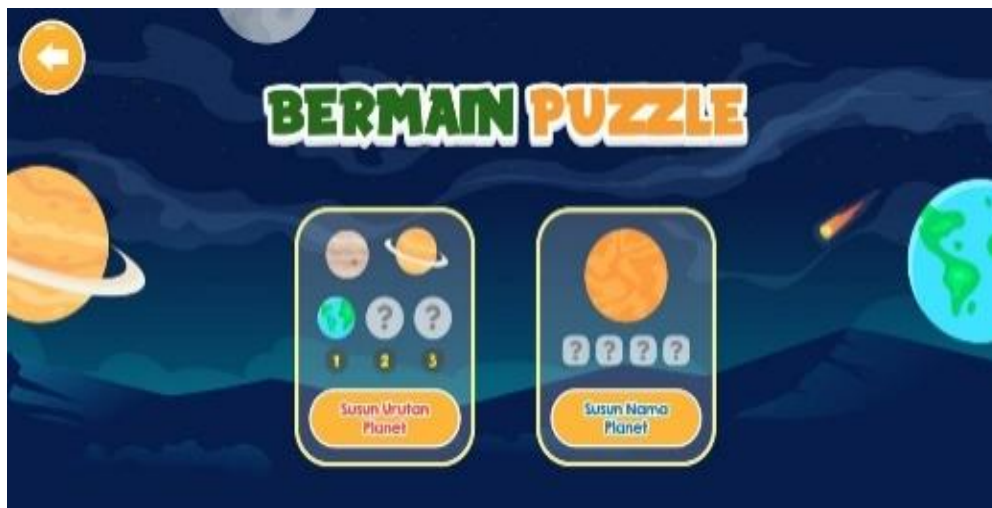 BERMAIN PUZZLE
? ?
1 2 3
Susun Urutan
Planet
? ? ? ?
Susun Nama
Planet